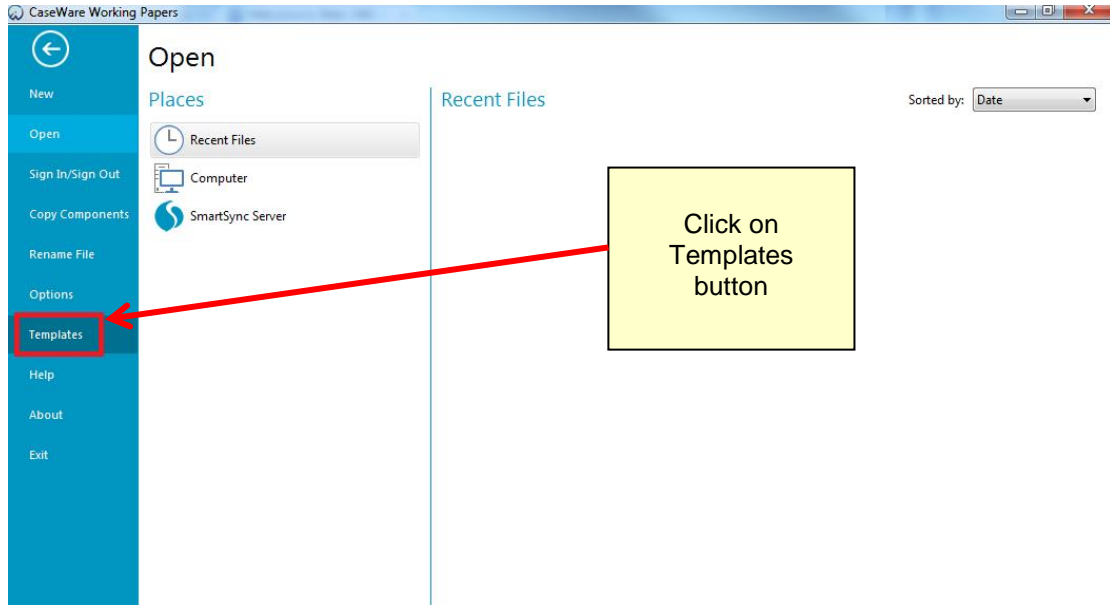 CaseWare Working Papers
Open
New
Open
Sign In/Sign Out
Copy Components
Rename File
Options
Templates
Help
About
Exit
Places
Recent Files
Computer
SmartSync Server
Recent Files
Sorted by: Date
Click on
Templates
button